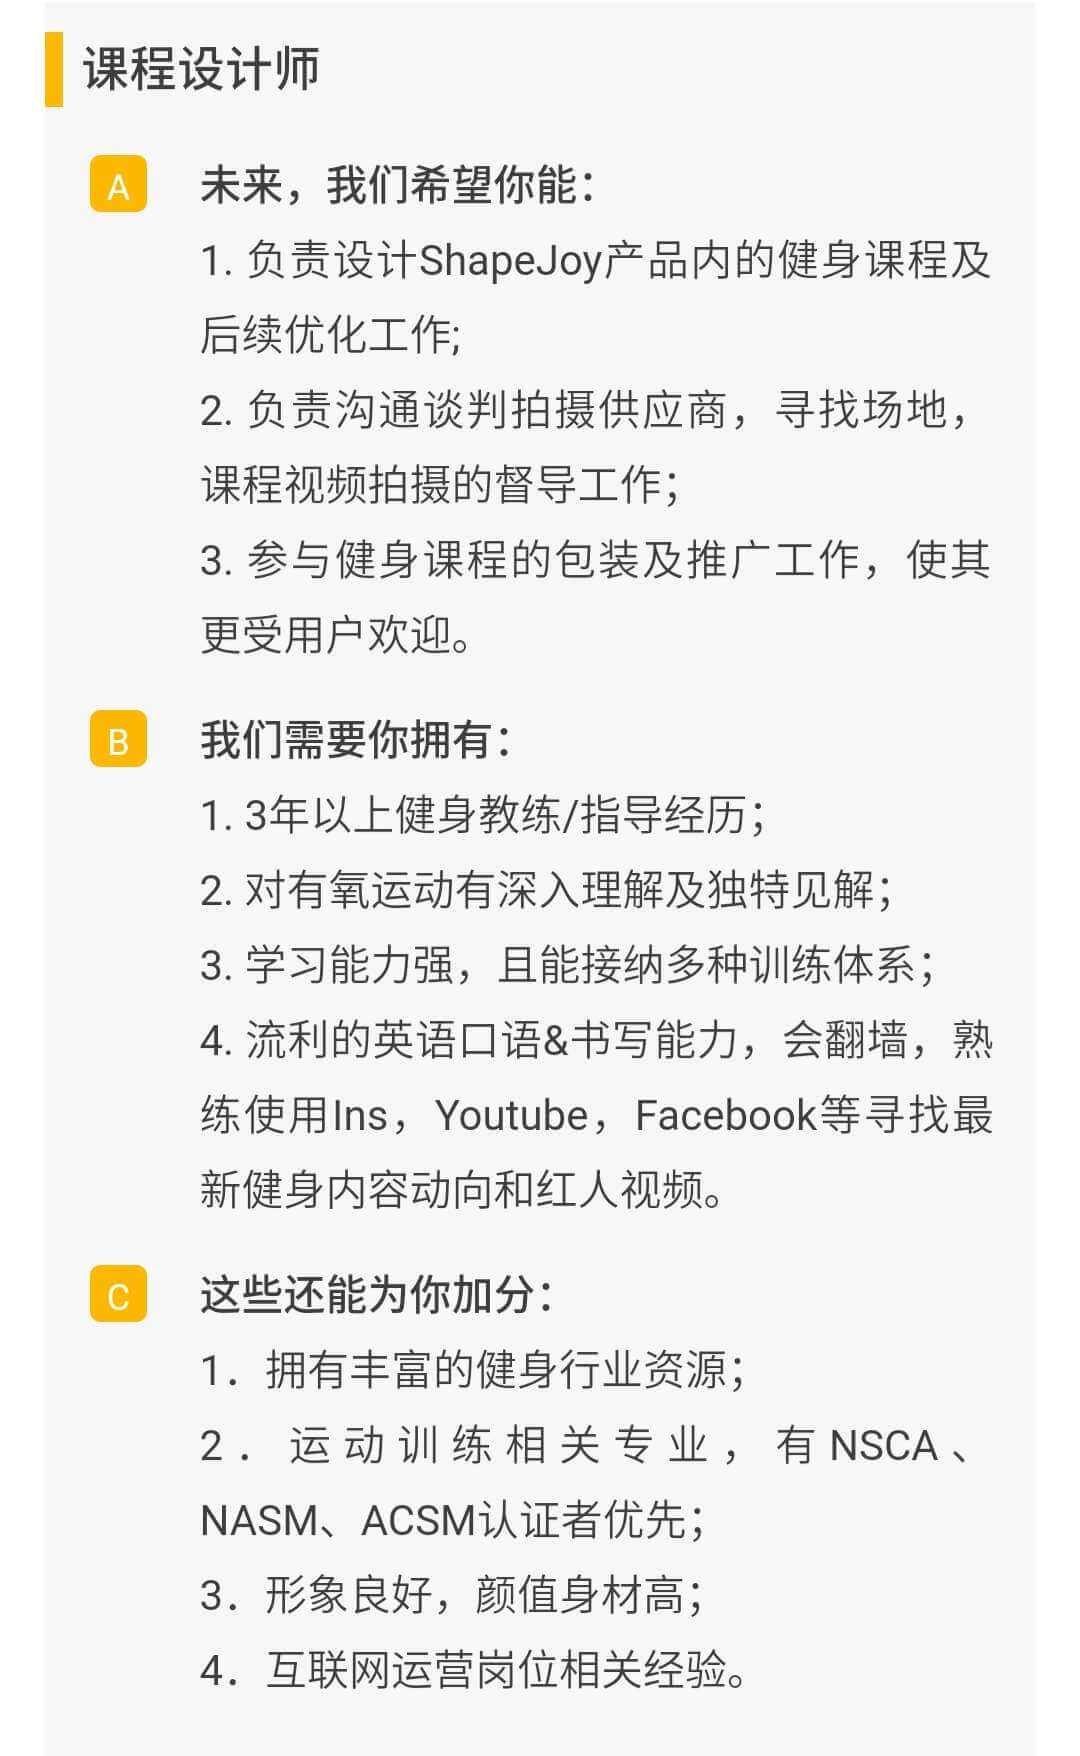 课程设计师
A
未来，我们希望你能：
1. 负责设计ShapeJoy产品内的健身课程及
后续优化工作;
2. 负责沟通谈判拍摄供应商，寻找场地，
课程视频拍摄的督导工作；
3. 参与健身课程的包装及推广工作，使其
更受用户欢迎。
B
我们需要你拥有：
1. 3年以上健身教练/指导经历；
2. 对有氧运动有深入理解及独特见解；
3. 学习能力强，且能接纳多种训练体系；
4. 流利的英语口语&书写能力，会翻墙，熟
练使用Ins，Youtube，Facebook等寻找最
新健身内容动向和红人视频。
C
这些还能为你加分：
1．拥有丰富的健身行业资源；
2．运动训练相关专业，有NSCA、
NASM、ACSM认证者优先；
3．形象良好，颜值身材高；
4．互联网运营岗位相关经验。